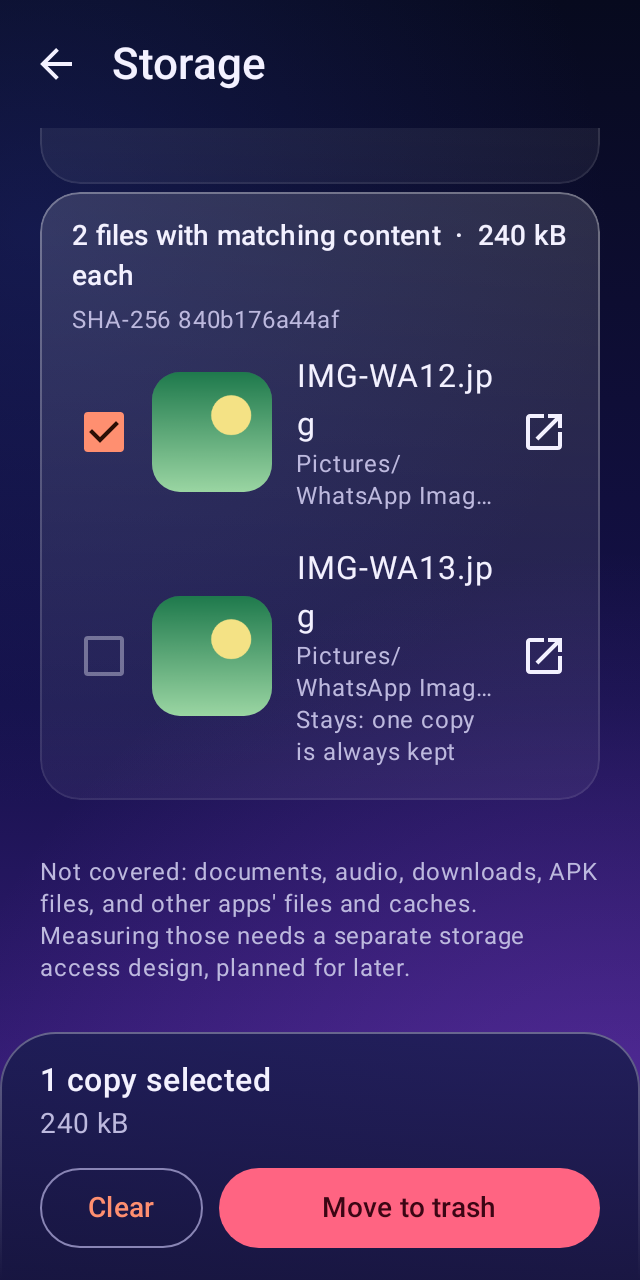 Storage
2 files with matching content · 240 kB
each
SHA-256 840b176a44af
IMG-WA12.jp
g
Pictures/
WhatsApp Imag…
IMG-WA13.jp
g
Pictures/
WhatsApp Imag…
Stays: one copy
is always kept
Not covered: documents, audio, downloads, APK
files, and other apps' files and caches.
Measuring those needs a separate storage
access design, planned for later.
1 copy selected
240 kB
Clear
Move to trash